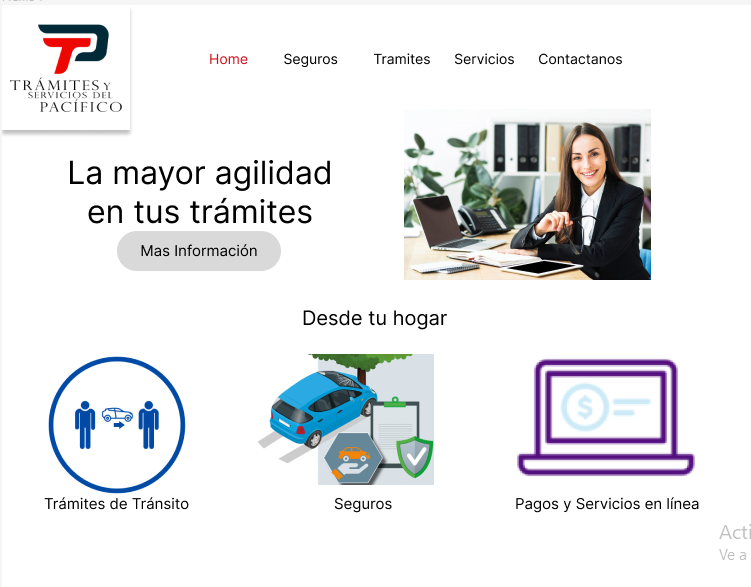 TRÁMITES Y
SERVICIOS DEL
PACÍFICO
Home Seguros Tramites Servicios Contactanos
La mayor agilidad
en tus trámites
Mas Información
Desde tu hogar
$
Trámites de Tránsito Seguros Pagos y Servicios en línea
Acti
Ve a